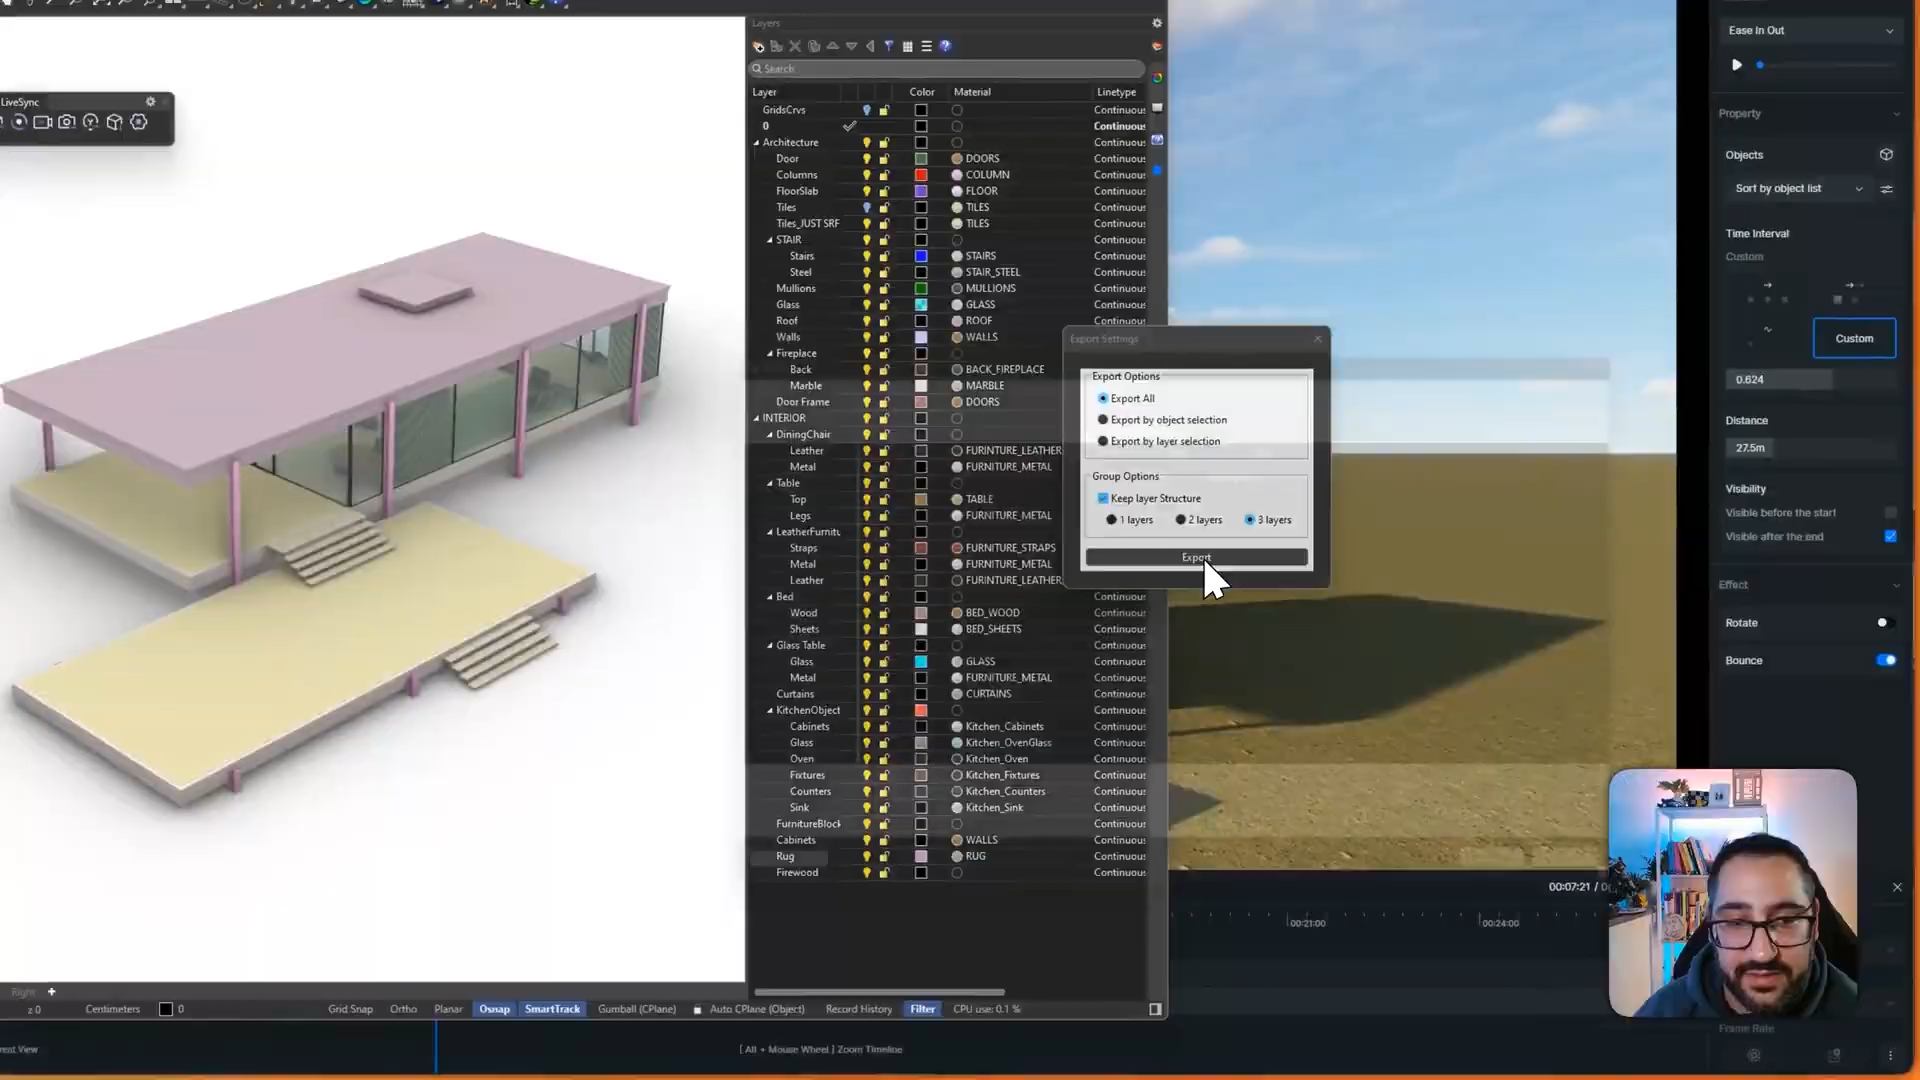 LiveSync
Layers
Search
Layer Color Material Linetype
GridsCrvs Continuous
0 Continuous
Architecture Continuous
Door DOORS Continuous
Columns COLUMN Continuous
FloorSlab FLOOR Continuous
Tiles TILES Continuous
Tiles_JUST SRF TILES Continuous
STAIR Continuous
Stairs STAIRS Continuous
Steel STAIR_STEEL Continuous
Mullions MULLIONS Continuous
Glass GLASS Continuous
Roof ROOF Continuous
Walls WALLS
Fireplace
Back BACK_FIREPLACE
Marble MARBLE
Door Frame DOORS
INTERIOR
DiningChair
Leather FURINTURE_LEATHER
Metal FURNITURE_METAL
Table
Top TABLE
Legs FURNITURE_METAL
LeatherFurnitu
Straps FURNITURE_STRAPS
Metal FURNITURE_METAL
Leather FURINTURE_LEATHER
Bed Continuous
Wood BED_WOOD Continuous
Sheets BED_SHEETS Continuous
Glass Table Continuous
Glass GLASS Continuous
Metal FURNITURE_METAL Continuous
Curtains CURTAINS Continuous
KitchenObject Continuous
Cabinets Kitchen_Cabinets Continuous
Glass Kitchen_OvenGlass Continuous
Oven Kitchen_Oven Continuous
Fixtures Kitchen_Fixtures Continuous
Counters Kitchen_Counters Continuous
Sink Kitchen_Sink Continuous
FurnitureBlock Continuous
Cabinets WALLS Continuous
Rug RUG Continuous
Firewood Continuous
Export Settings
Export Options
Export All
Export by object selection
Export by layer selection
Group Options
Keep layer Structure
1 layers 2 layers 3 layers
Export
Ease In Out
Property
Objects
Sort by object list
Time Interval
Custom
Custom
0.624
Distance
27.5m
Visibility
Visible before the start
Visible after the end
Effect
Rotate
Bounce
00:07:21 /
00:21:00 00:24:00
Frame Rate
Right
z 0 Centimeters 0 Grid Snap Ortho Planar Osnap SmartTrack Gumball (CPlane) Auto CPlane (Object) Record History Filter CPU use: 0.1 %
View [ Alt + Mouse Wheel ] Zoom Timeline